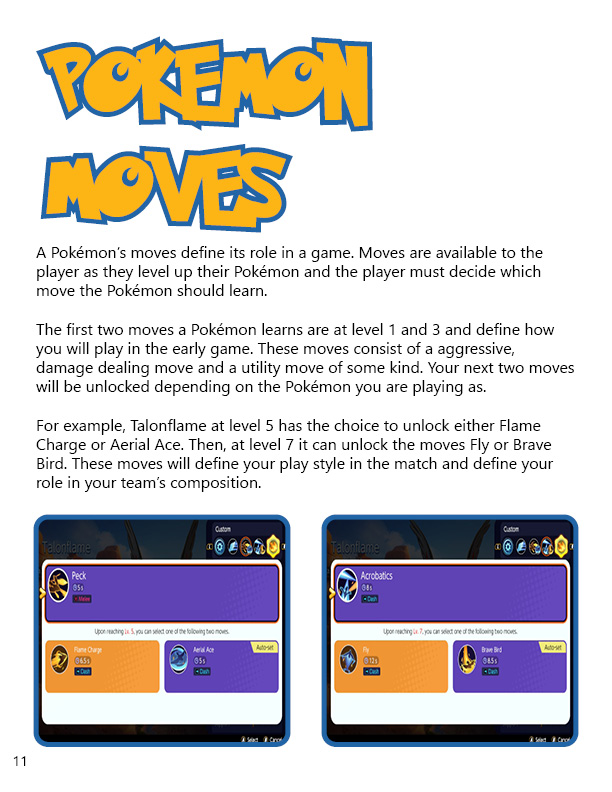 POKEMON
MOVES
A Pokémon's moves define its role in a game. Moves are available to the
player as they level up their Pokémon and the player must decide which
move the Pokémon should learn.
The first two moves a Pokémon learns are at level 1 and 3 and define how
you will play in the early game. These moves consist of a aggressive,
damage dealing move and a utility move of some kind. Your next two moves
will be unlocked depending on the Pokémon you are playing as.
For example, Talonflame at level 5 has the choice to unlock either Flame
Charge or Aerial Ace. Then, at level 7 it can unlock the moves Fly or Brave
Bird. These moves will define your play style in the match and define your
role in your team's composition.
Custom
Talonflame
Peck
5 s
Melee
Upon reaching Lv. 5, you can select one of the following two moves.
Flame Charge
6.5 s
Dash
Aerial Ace
Auto-set
5 s
Dash
A Select X Cancel
Custom
Talonflame
Acrobatics
8 s
Dash
Upon reaching Lv. 7, you can select one of the following two moves.
Fly
12 s
Dash
Brave Bird
Auto-set
8.5 s
Dash
A Select X Cancel
11